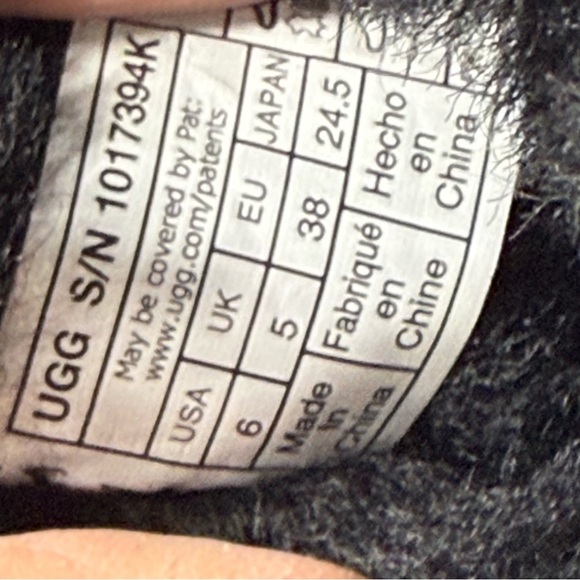 UGG S/N 1017394K
May be covered by Pat:
www.ugg.com/patents
USA UK EU JAPAN
6 5 38 24.5
Made in China
Fabriqué en Chine
Hecho en China